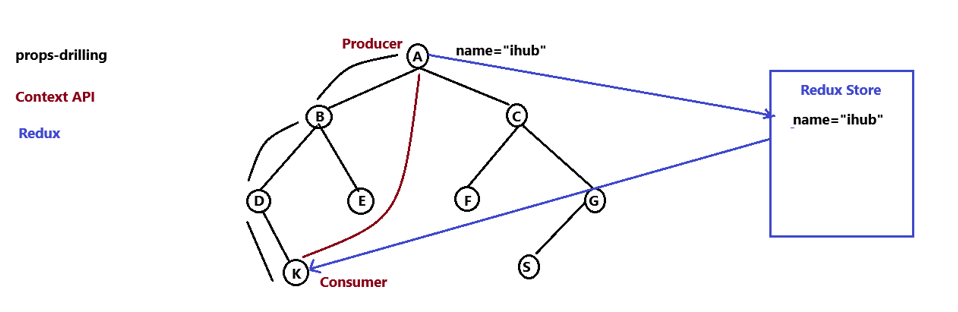 props-drilling
Context API
Redux
Producer
A
name="ihub"
B
C
D
E
F
G
K
S
Consumer
Redux Store
name="ihub"